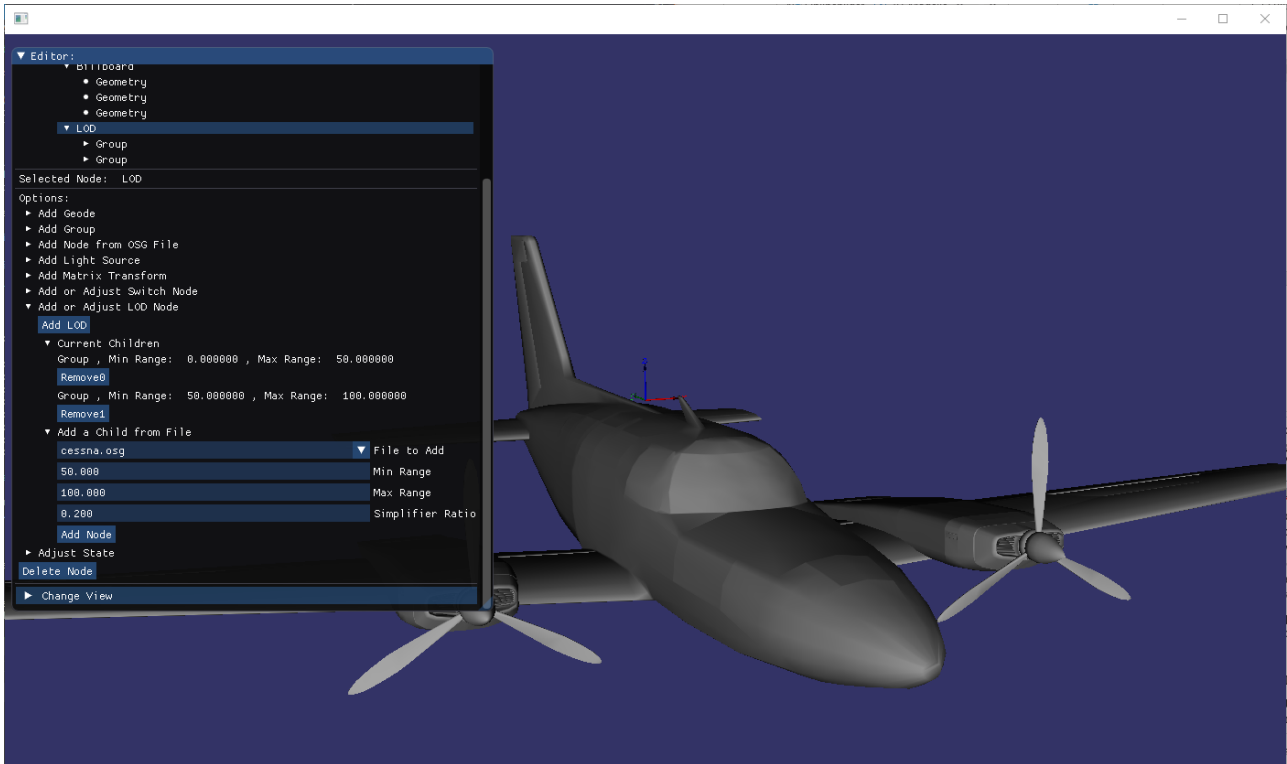 Editor:
Billboard
Geometry
Geometry
Geometry
LOD
Group
Group
Selected Node: LOD
Options:
Add Geode
Add Group
Add Node from OSG File
Add Light Source
Add Matrix Transform
Add or Adjust Switch Node
Add or Adjust LOD Node
Add LOD
Current Children
Group , Min Range: 0.000000 , Max Range: 50.000000
Remove0
Group , Min Range: 50.000000 , Max Range: 100.000000
Remove1
Add a Child from File
cessna.osg File to Add
50.000 Min Range
100.000 Max Range
0.200 Simplifier Ratio
Add Node
Adjust State
Delete Node
Change View